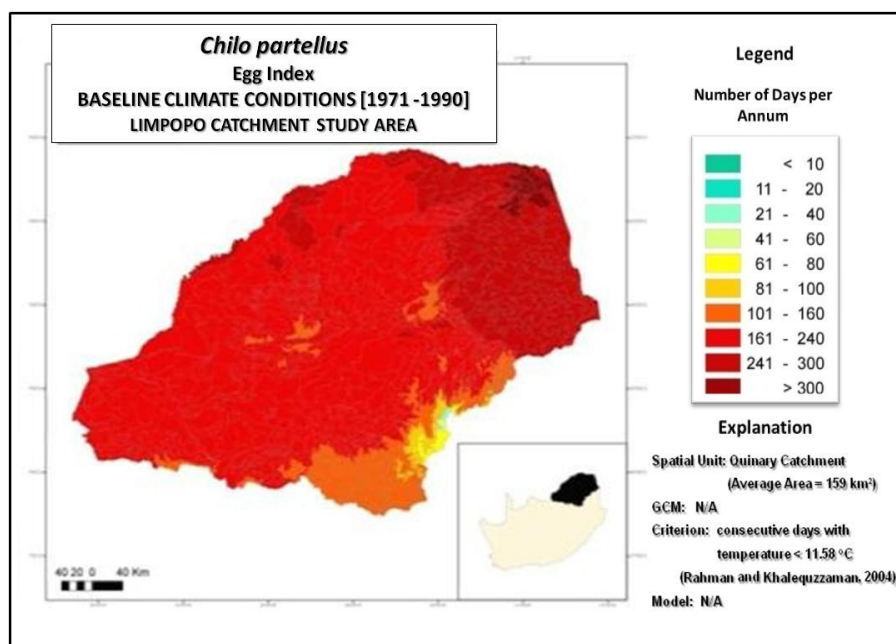 Chilo partellus
Egg Index
BASELINE CLIMATE CONDITIONS [1971 -1990]
LIMPOPO CATCHMENT STUDY AREA
Legend
Number of Days per
Annum
< 10
11 - 20
21 - 40
41 - 60
61 - 80
81 - 100
101 - 160
161 - 240
241 - 300
> 300
Explanation
Spatial Unit: Quinary Catchment
(Average Area = 159 km²)
GCM: N/A
Criterion: consecutive days with
temperature < 11.58 °C
(Rahman and Khalequzzaman, 2004)
Model: N/A
40 20 0 40 Km